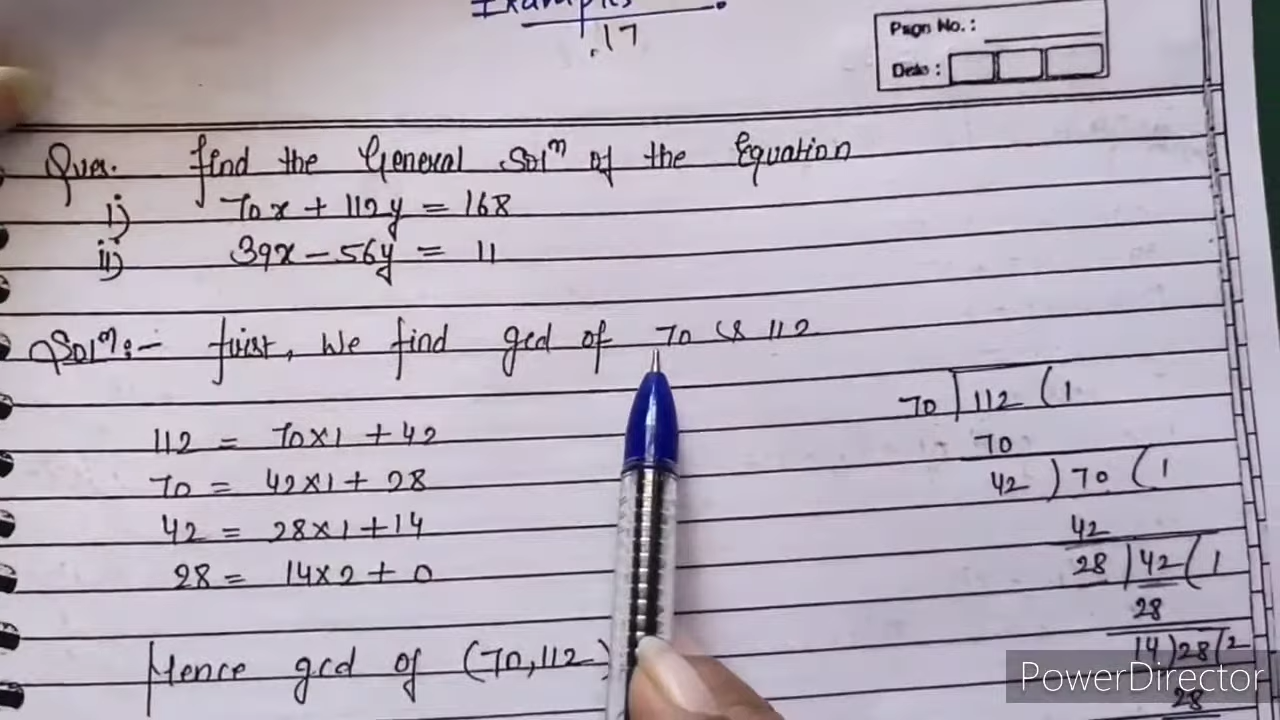 Examples
.17
Page No. :
Date :
Ques. find the General Solⁿ of the Equation
i) 70x + 112y = 168
ii) 39x - 56y = 11
Solⁿ:- first, We find gcd of 70 & 112
70 | 112 ( 1
112 = 70×1 + 42
70
70 = 42×1 + 28
42 ) 70 ( 1
42 = 28×1 + 14
42
28 | 42 ( 1
28 = 14×2 + 0
28
14 ) 28 ( 2
Hence gcd of (70,112)
28
PowerDirector